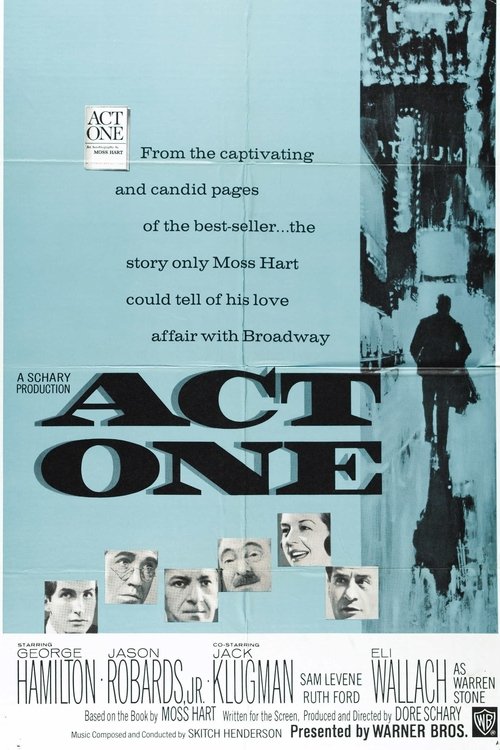 ACT
ONE
An Autobiography by
MOSS HART
From the captivating
and candid pages
of the best-seller...the
story only Moss Hart
could tell of his love
affair with Broadway
A SCHARY
PRODUCTION
ACT
ONE
STARRING
GEORGE
HAMILTON ·
JASON
ROBARDS, JR. ·
CO-STARRING
JACK
KLUGMAN
SAM LEVENE
RUTH FORD
ELI
WALLACH
AS
WARREN
STONE
Based on the Book by MOSS HART Written for the Screen, Produced and Directed by DORE SCHARY
Music Composed and Conducted by SKITCH HENDERSON Presented by WARNER BROS.
WB